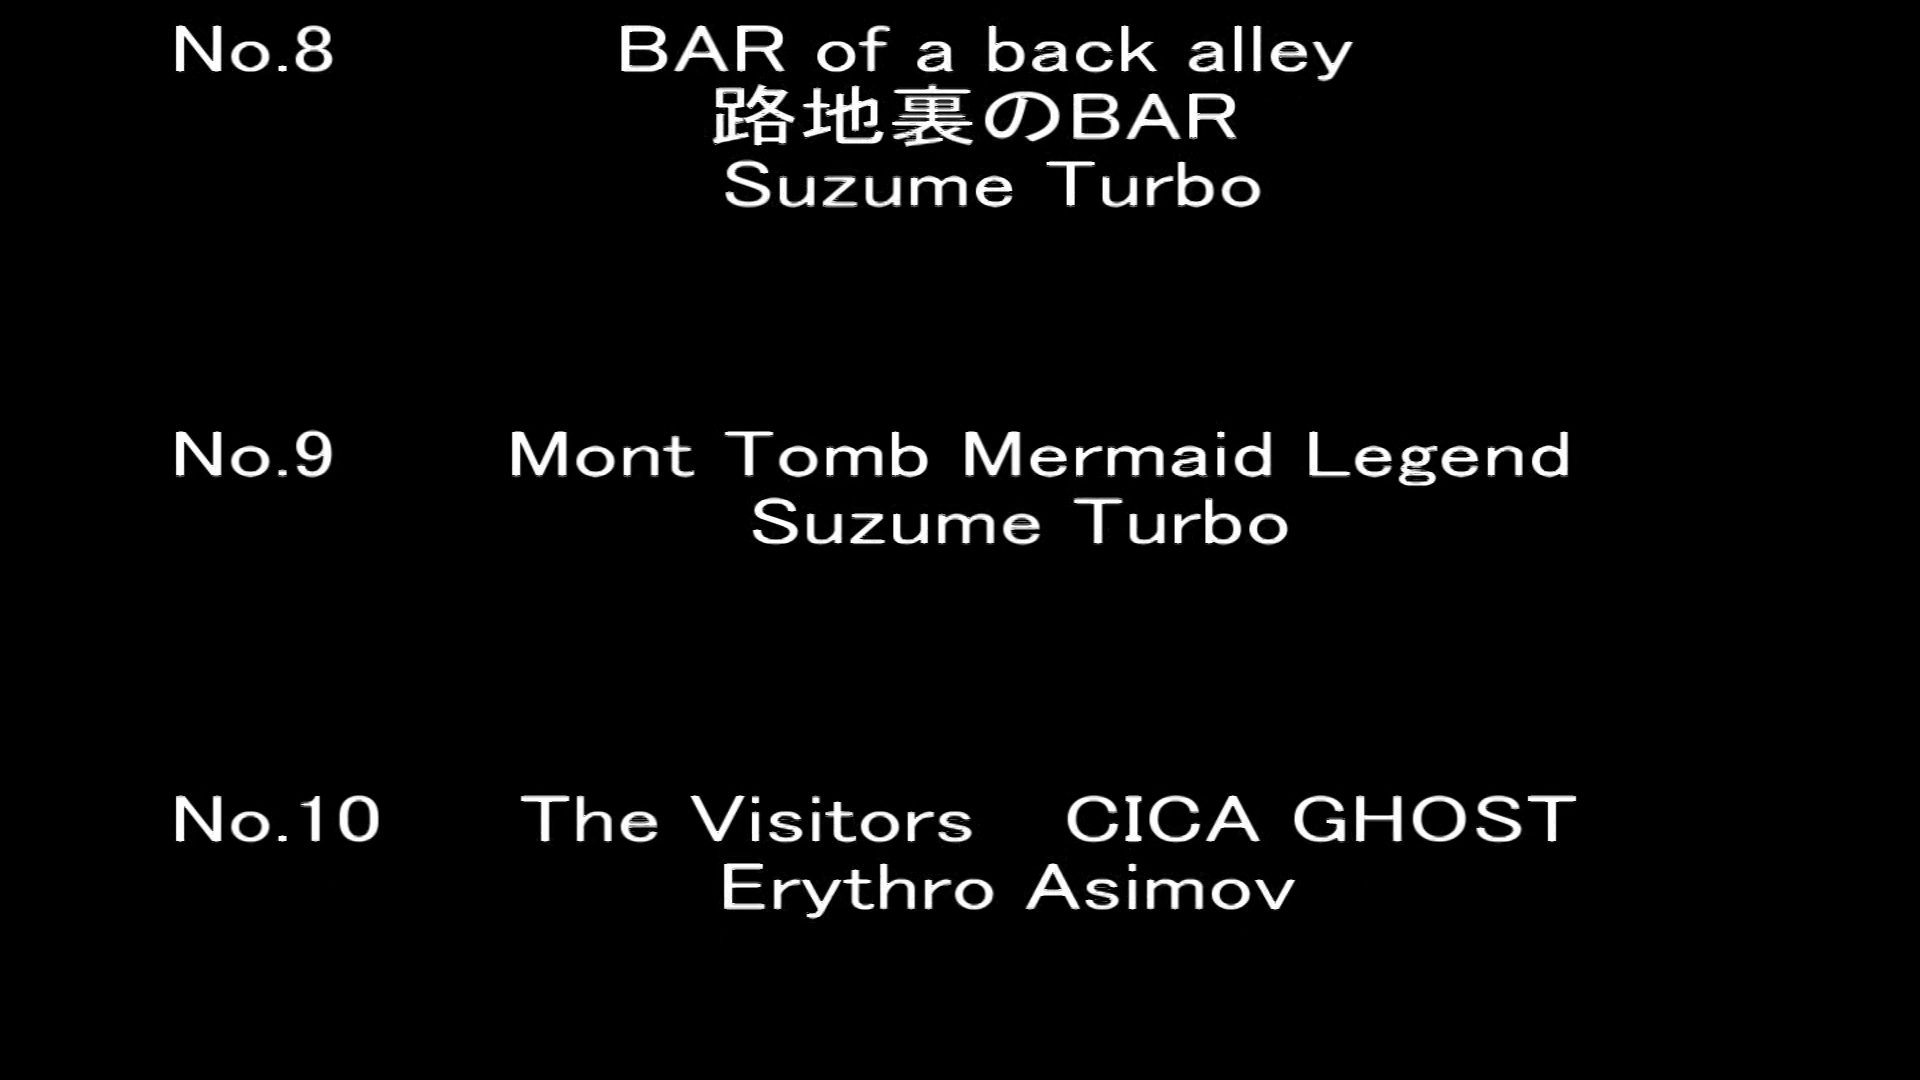 No.8 BAR of a back alley
路地裏のBAR
Suzume Turbo
No.9 Mont Tomb Mermaid Legend
Suzume Turbo
No.10 The Visitors CICA GHOST
Erythro Asimov